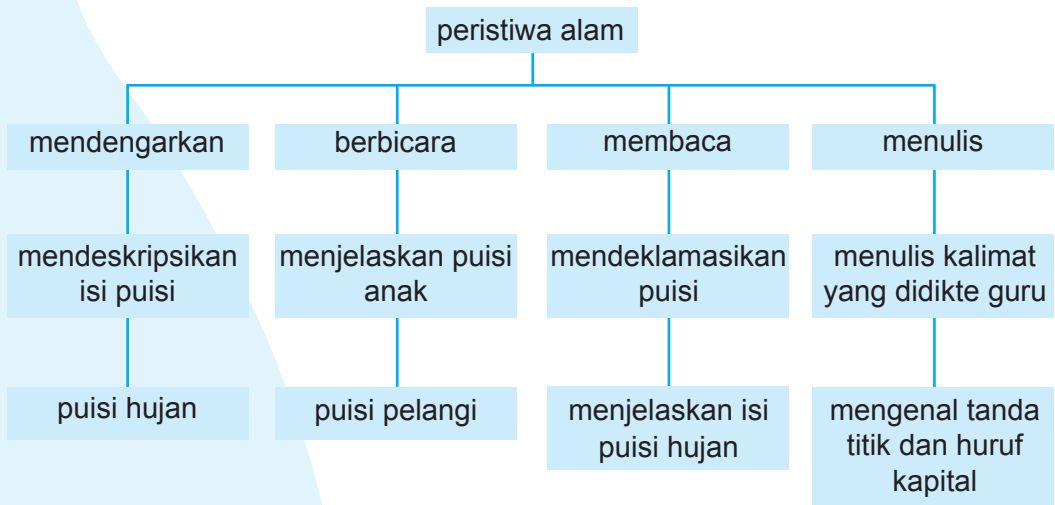 peristiwa alam
mendengarkan
berbicara
membaca
menulis
mendeskripsikan
isi puisi
menjelaskan puisi
anak
mendeklamasikan
puisi
menulis kalimat
yang didikte guru
puisi hujan
puisi pelangi
menjelaskan isi
puisi hujan
mengenal tanda
titik dan huruf
kapital